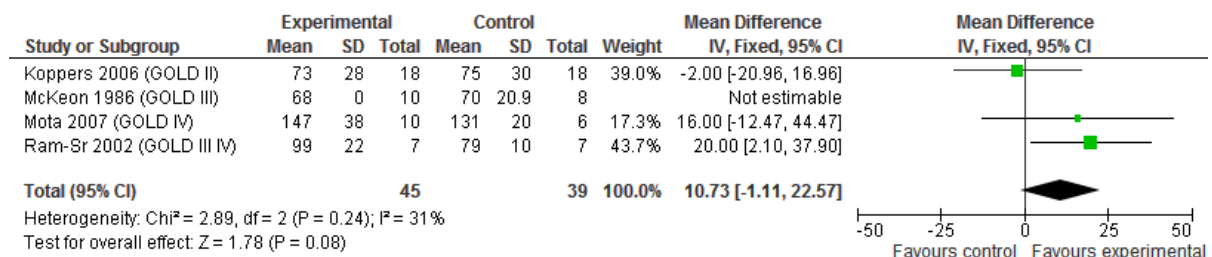 Experimental Control Mean Difference Mean Difference
Study or Subgroup Mean SD Total Mean SD Total Weight IV, Fixed, 95% CI IV, Fixed, 95% CI
Koppers 2006 (GOLD II) 73 28 18 75 30 18 39.0% -2.00 [-20.96, 16.96]
McKeon 1986 (GOLD III) 68 0 10 70 20.9 8 Not estimable
Mota 2007 (GOLD IV) 147 38 10 131 20 6 17.3% 16.00 [-12.47, 44.47]
Ram-Sr 2002 (GOLD III IV) 99 22 7 79 10 7 43.7% 20.00 [2.10, 37.90]
Total (95% CI) 45 39 100.0% 10.73 [-1.11, 22.57]
Heterogeneity: Chi² = 2.89, df = 2 (P = 0.24); I² = 31%
Test for overall effect: Z = 1.78 (P = 0.08)
-50 -25 0 25 50
Favours control Favours experimental